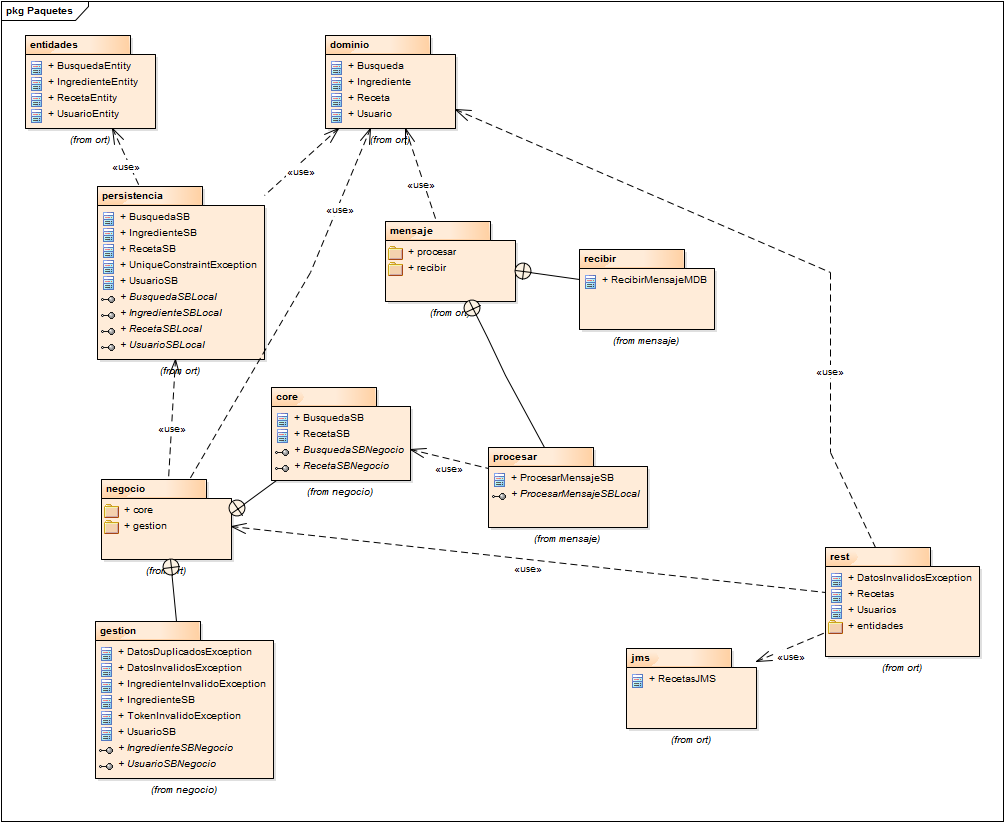 pkg Paquetes
entidades
+ BusquedaEntity
+ IngredienteEntity
+ RecetaEntity
+ UsuarioEntity
(from ort)
dominio
+ Busqueda
+ Ingrediente
+ Receta
+ Usuario
(from ort)
«use»
«use»
«use»
«use»
persistencia
+ BusquedaSB
+ IngredienteSB
+ RecetaSB
+ UniqueConstraintException
+ UsuarioSB
+ BusquedaSBLocal
+ IngredienteSBLocal
+ RecetaSBLocal
+ UsuarioSBLocal
(from ort)
mensaje
+ procesar
+ recibir
(from ort)
recibir
+ RecibirMensajeMDB
(from mensaje)
«use»
«use»
core
+ BusquedaSB
+ RecetaSB
+ BusquedaSBNegocio
+ RecetaSBNegocio
(from negocio)
«use»
procesar
+ ProcesarMensajeSB
+ ProcesarMensajeSBLocal
(from mensaje)
negocio
+ core
+ gestion
(from ort)
«use»
rest
+ DatosInvalidosException
+ Recetas
+ Usuarios
+ entidades
(from ort)
gestion
+ DatosDuplicadosException
+ DatosInvalidosException
+ IngredienteInvalidoException
+ IngredienteSB
+ TokenInvalidoException
+ UsuarioSB
+ IngredienteSBNegocio
+ UsuarioSBNegocio
(from negocio)
«use»
jms
+ RecetasJMS
(from ort)